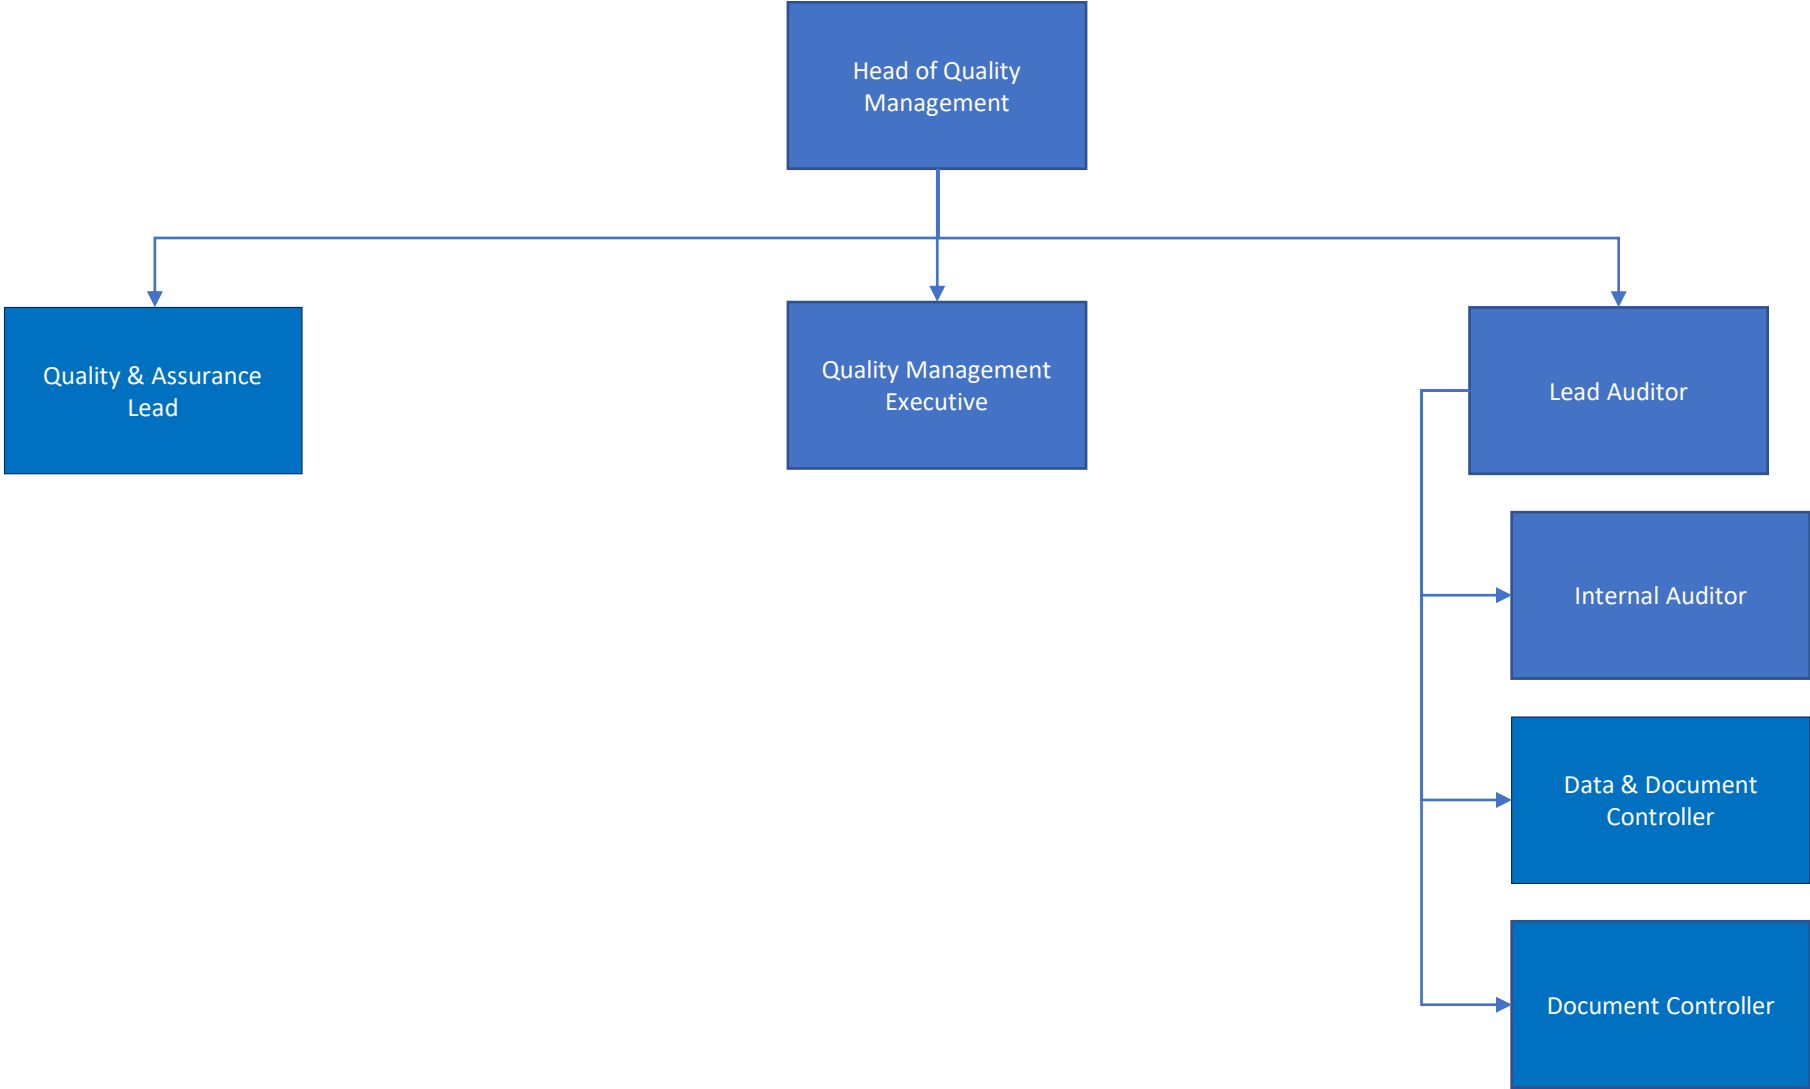 Head of Quality
Management
Quality & Assurance
Lead
Quality Management
Executive
Lead Auditor
Internal Auditor
Data & Document
Controller
Document Controller